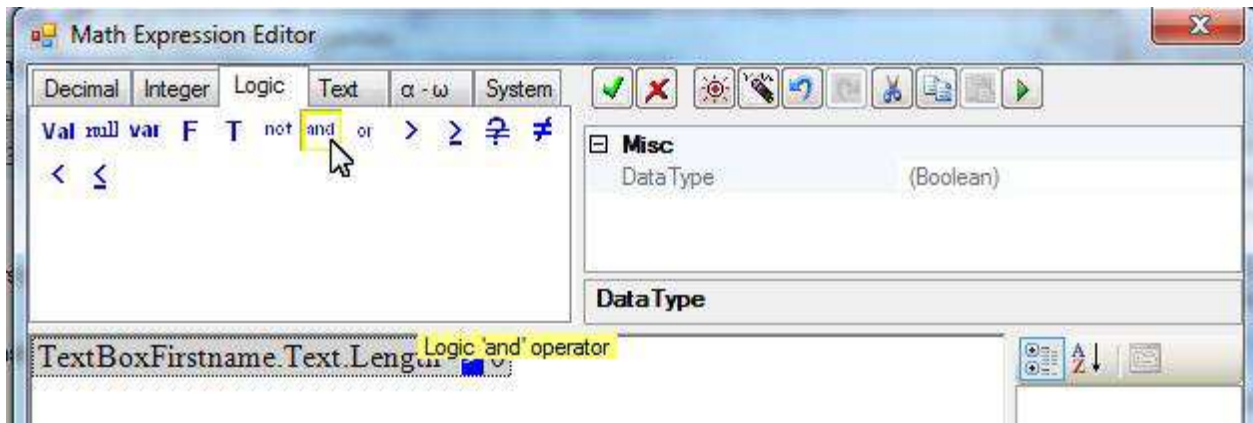 Math Expression Editor
Decimal Integer Logic Text α - ω System
Val null var F T not and or > ≥ ≠
< ≤
Misc
DataType (Boolean)
DataType
Logic 'and' operator
TextBoxFirstname.Text.Length